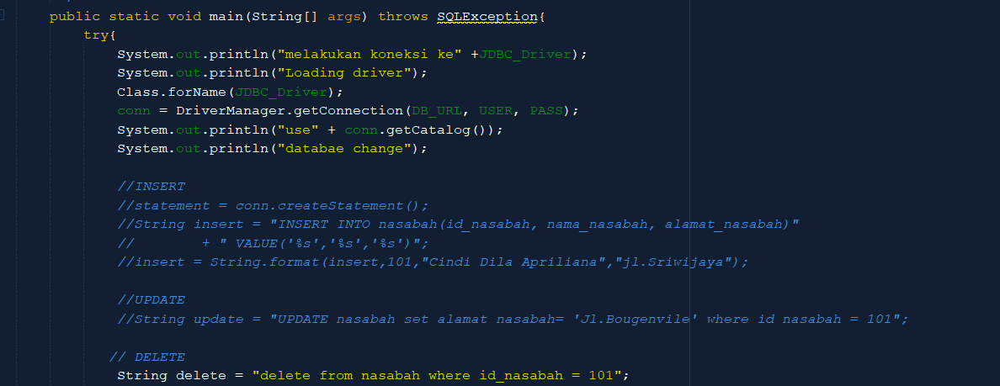 public static void main(String[] args) throws SQLException{
try{
System.out.println("melakukan koneksi ke" +JDBC_Driver);
System.out.println("Loading driver");
Class.forName(JDBC_Driver);
conn = DriverManager.getConnection(DB_URL, USER, PASS);
System.out.println("use" + conn.getCatalog());
System.out.println("databae change");
//INSERT
//statement = conn.createStatement();
//String insert = "INSERT INTO nasabah(id_nasabah, nama_nasabah, alamat_nasabah)"
// + " VALUE('%s','%s','%s')";
//insert = String.format(insert,101,"Cindi Dila Apriliana","jl.Sriwijaya");
//UPDATE
//String update = "UPDATE nasabah set alamat nasabah= 'Jl.Bougenvile' where id nasabah = 101";
// DELETE
String delete = "delete from nasabah where id_nasabah = 101";